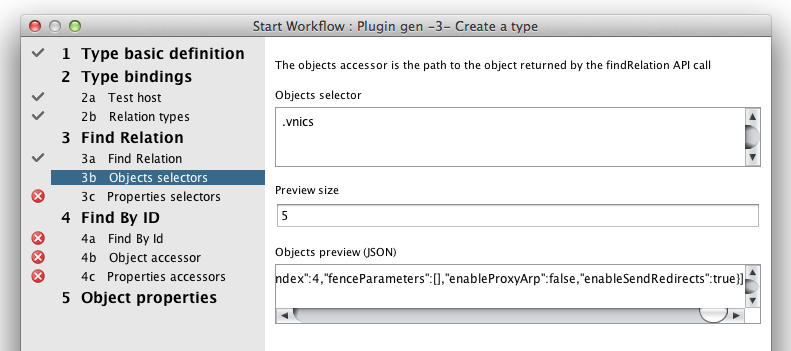 Start Workflow : Plugin gen -3- Create a type
1 Type basic definition
2 Type bindings
2a Test host
2b Relation types
3 Find Relation
3a Find Relation
3b Objects selectors
3c Properties selectors
4 Find By ID
4a Find By Id
4b Object accessor
4c Properties accessors
5 Object properties
The objects accessor is the path to the object returned by the findRelation API call
Objects selector
.vnics
Preview size
5
Objects preview (JSON)
ndex":4,"fenceParameters":[],"enableProxyArp":false,"enableSendRedirects":true}]